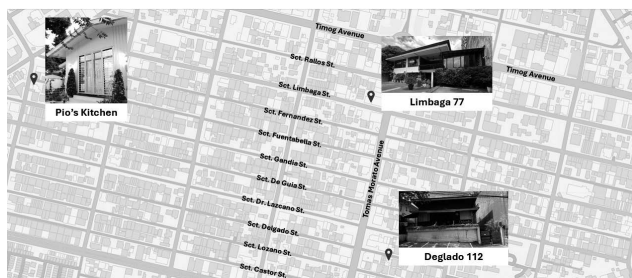 Timog Avenue
Sct. Rallos St.
Timog Avenue
Sct. Limbaga St.
Limbaga 77
Pio's Kitchen
Sct. Fernandez St.
Sct. Fuentabella St.
Sct. Gandia St.
Tomas Morato Avenue
Sct. De Guia St.
Sct. Dr. Lazcano St.
Sct. Delgado St.
Sct. Lozano St.
Deglado 112
Sct. Castor St.